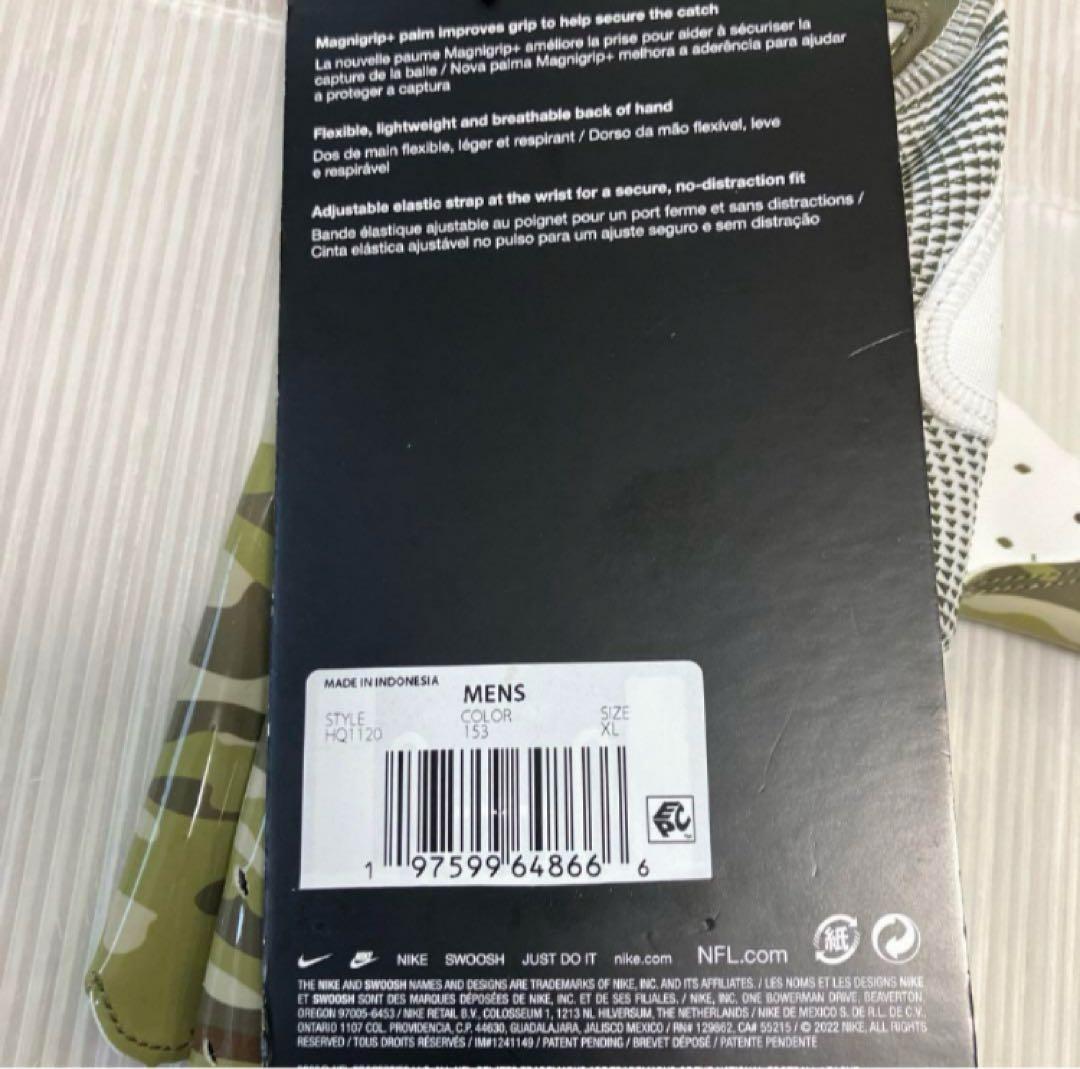 Magnigrip+ palm improves grip to help secure the catch
La nouvelle paume Magnigrip+ améliore la prise pour aider à sécuriser la
capture de la balle / Nova palma Magnigrip+ melhora a aderência para ajudar
a proteger a captura
Flexible, lightweight and breathable back of hand
Dos de main flexible, léger et respirant / Dorso da mão flexível, leve
e respirável
Adjustable elastic strap at the wrist for a secure, no-distraction fit
Bande élastique ajustable au poignet pour un port ferme et sans distractions /
Cinta elástica ajustável no pulso para um ajuste seguro e sem distração
MADE IN INDONESIA
MENS
STYLE COLOR SIZE
HQ1120 153 XL
1 97599 64866 6
EPC
紙
NIKE SWOOSH JUST DO IT nike.com NFL.com
THE NIKE AND SWOOSH NAMES AND DESIGNS ARE TRADEMARKS OF NIKE, INC. AND ITS AFFILIATES. / LES NOMS ET LES DESIGNS NIKE
ET SWOOSH SONT DES MARQUES DÉPOSÉES DE NIKE, INC. ET DE SES FILIALES. / NIKE, INC. ONE BOWERMAN DRIVE, BEAVERTON,
OREGON 97005-6453 / NIKE RETAIL B.V., COLOSSEUM 1, 1213 NL HILVERSUM, THE NETHERLANDS / NIKE DE MEXICO S. DE R.L. DE C.V.
ONTARIO 1107 COL. PROVIDENCIA, C.P. 44630, GUADALAJARA, JALISCO MEXICO / RN# 129862, CA# 55215 / © 2022 NIKE, ALL RIGHTS
RESERVED / TOUS DROITS RÉSERVÉS / IM#1241149 / PATENT PENDING / BREVET DÉPOSÉ / PATENTE PENDENTE